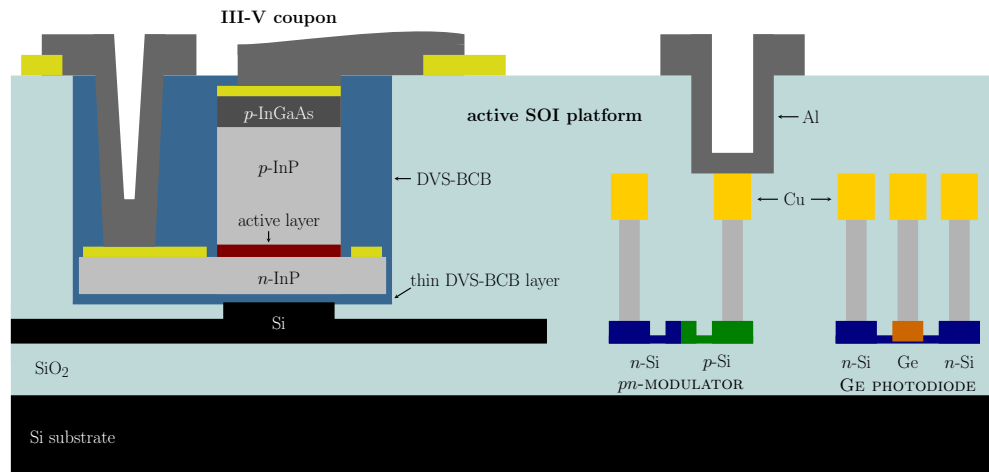 III-V coupon
p-InGaAs
active SOI platform
Al
p-InP
DVS-BCB
Cu
active layer
n-InP
thin DVS-BCB layer
Si
SiO₂
n-Si
p-Si
n-Si
Ge
n-Si
pn-MODULATOR
GE PHOTODIODE
Si substrate